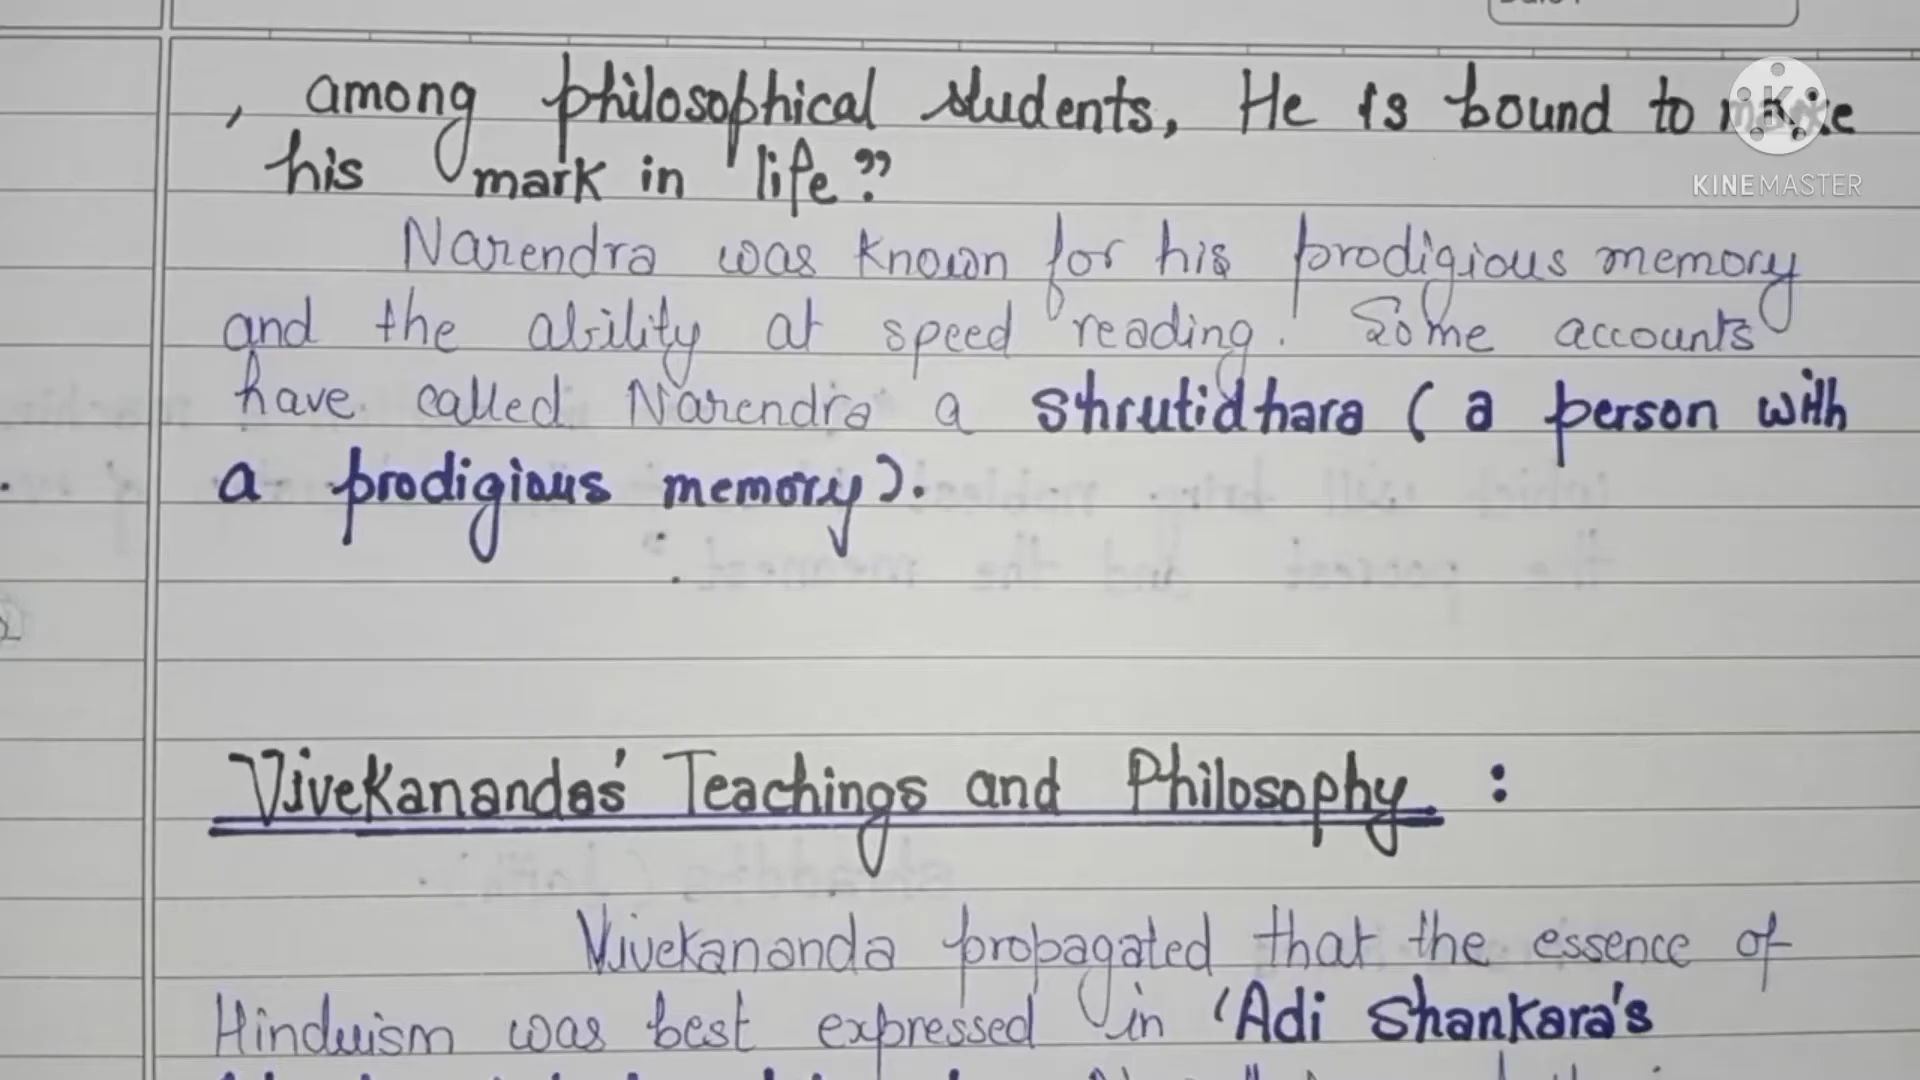 , among philosophical students, He is bound to make
his mark in life"
KINEMASTER
Narendra was known for his prodigious memory
and the ability at speed reading. Some accounts
have called Narendra a shrutidhara ( a person with
a prodigious memory).
Vivekanandas' Teachings and Philosophy :
Vivekananda propagated that the essence of
Hinduism was best expressed in 'Adi Shankara's